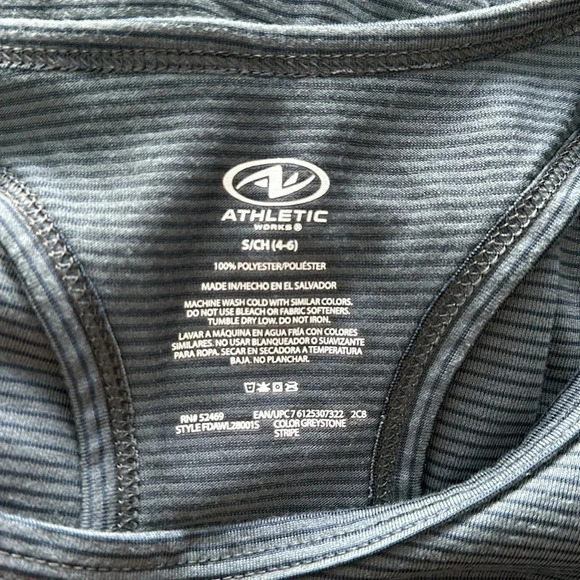 ATHLETIC
WORKS®
S/CH (4-6)
100% POLYESTER/POLIÉSTER
MADE IN/HECHO EN EL SALVADOR
MACHINE WASH COLD WITH SIMILAR COLORS.
DO NOT USE BLEACH OR FABRIC SOFTENERS.
TUMBLE DRY LOW. DO NOT IRON.
LAVAR A MÁQUINA EN AGUA FRÍA CON COLORES
SIMILARES. NO USAR BLANQUEADOR O SUAVIZANTE
PARA ROPA. SECAR EN SECADORA A TEMPERATURA
BAJA. NO PLANCHAR.
RN# 52469 EAN/UPC 7 6125307322 2CB
STYLE FDAWL28001S COLOR GREYSTONE
STRIPE